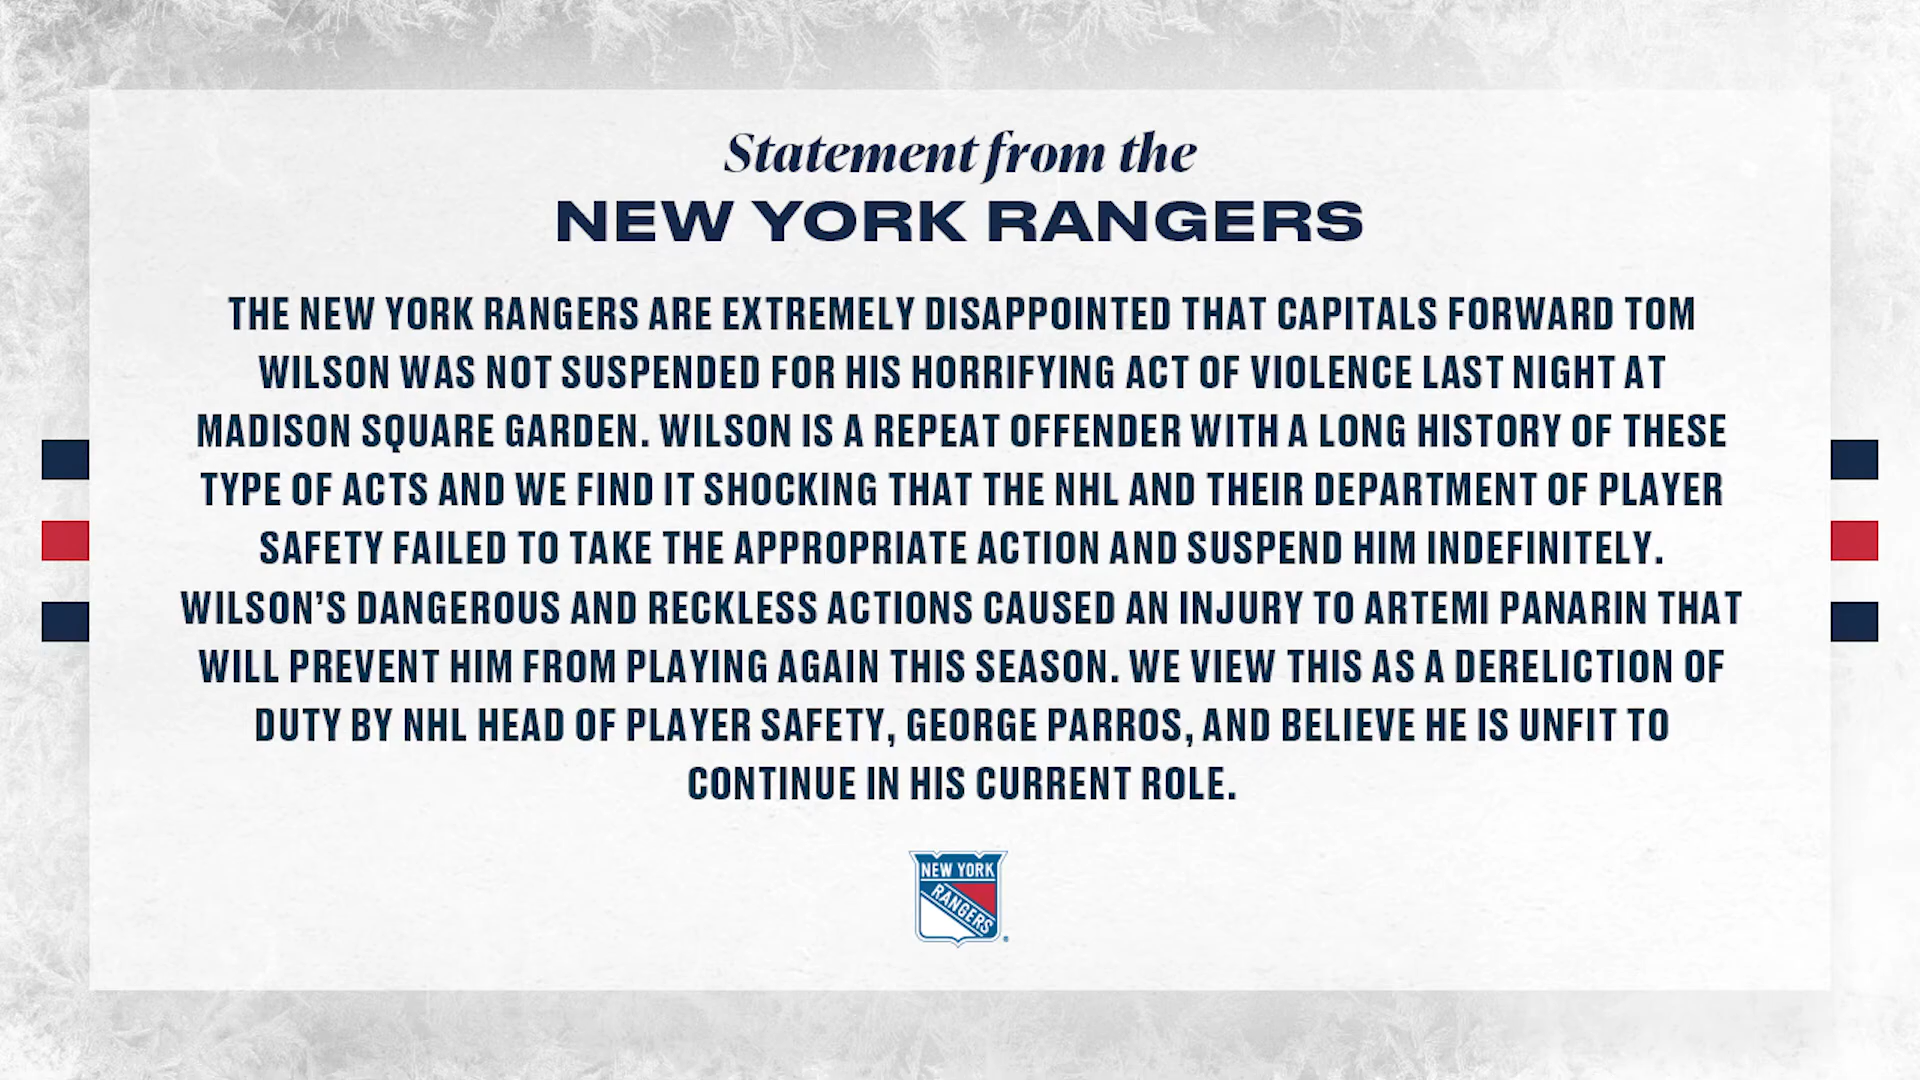 Statement from the
NEW YORK RANGERS
THE NEW YORK RANGERS ARE EXTREMELY DISAPPOINTED THAT CAPITALS FORWARD TOM
WILSON WAS NOT SUSPENDED FOR HIS HORRIFYING ACT OF VIOLENCE LAST NIGHT AT
MADISON SQUARE GARDEN. WILSON IS A REPEAT OFFENDER WITH A LONG HISTORY OF THESE
TYPE OF ACTS AND WE FIND IT SHOCKING THAT THE NHL AND THEIR DEPARTMENT OF PLAYER
SAFETY FAILED TO TAKE THE APPROPRIATE ACTION AND SUSPEND HIM INDEFINITELY.
WILSON’S DANGEROUS AND RECKLESS ACTIONS CAUSED AN INJURY TO ARTEMI PANARIN THAT
WILL PREVENT HIM FROM PLAYING AGAIN THIS SEASON. WE VIEW THIS AS A DERELICTION OF
DUTY BY NHL HEAD OF PLAYER SAFETY, GEORGE PARROS, AND BELIEVE HE IS UNFIT TO
CONTINUE IN HIS CURRENT ROLE.
NEW YORK
RANGERS
®